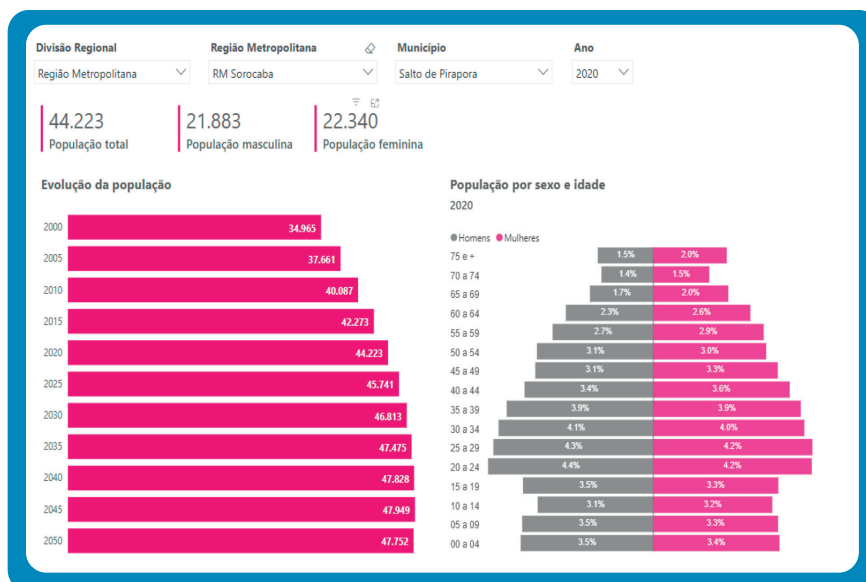 Divisão Regional Região Metropolitana Município Ano
Região Metropolitana RM Sorocaba Salto de Pirapora 2020
44.223 21.883 22.340
População total População masculina População feminina
Evolução da população
2000 34.965
2005 37.661
2010 40.087
2015 42.273
2020 44.223
2025 45.741
2030 46.813
2035 47.475
2040 47.828
2045 47.949
2050 47.752
População por sexo e idade
2020
Homens Mulheres
75 e + 1.5% 2.0%
70 a 74 1.4% 1.5%
65 a 69 1.7% 2.0%
60 a 64 2.3% 2.6%
55 a 59 2.7% 2.9%
50 a 54 3.1% 3.0%
45 a 49 3.1% 3.3%
40 a 44 3.4% 3.6%
35 a 39 3.9% 3.9%
30 a 34 4.1% 4.0%
25 a 29 4.3% 4.2%
20 a 24 4.4% 4.2%
15 a 19 3.5% 3.3%
10 a 14 3.1% 3.2%
05 a 09 3.5% 3.3%
00 a 04 3.5% 3.4%